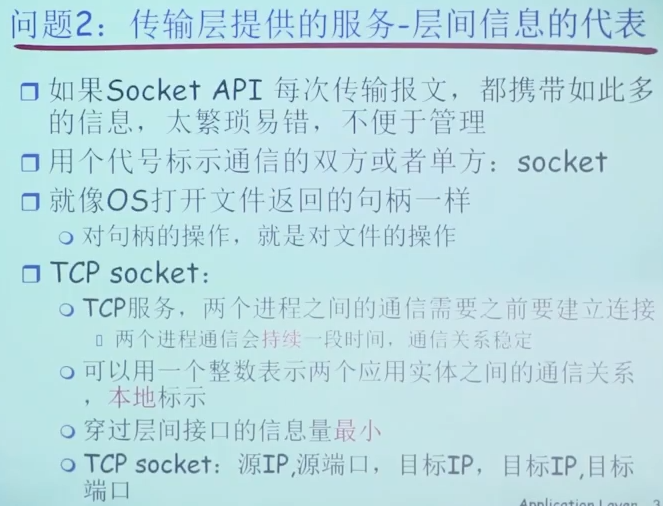 问题2：传输层提供的服务-层间信息的代表
如果Socket API 每次传输报文，都携带如此多
的信息，太繁琐易错，不便于管理
用个代号标示通信的双方或者单方：socket
就像OS打开文件返回的句柄一样
对句柄的操作，就是对文件的操作
TCP socket：
TCP服务，两个进程之间的通信需要之前要建立连接
两个进程通信会持续一段时间，通信关系稳定
可以用一个整数表示两个应用实体之间的通信关系
，本地标示
穿过层间接口的信息量最小
TCP socket：源IP,源端口，目标IP，目标IP,目标
端口
Application Layer